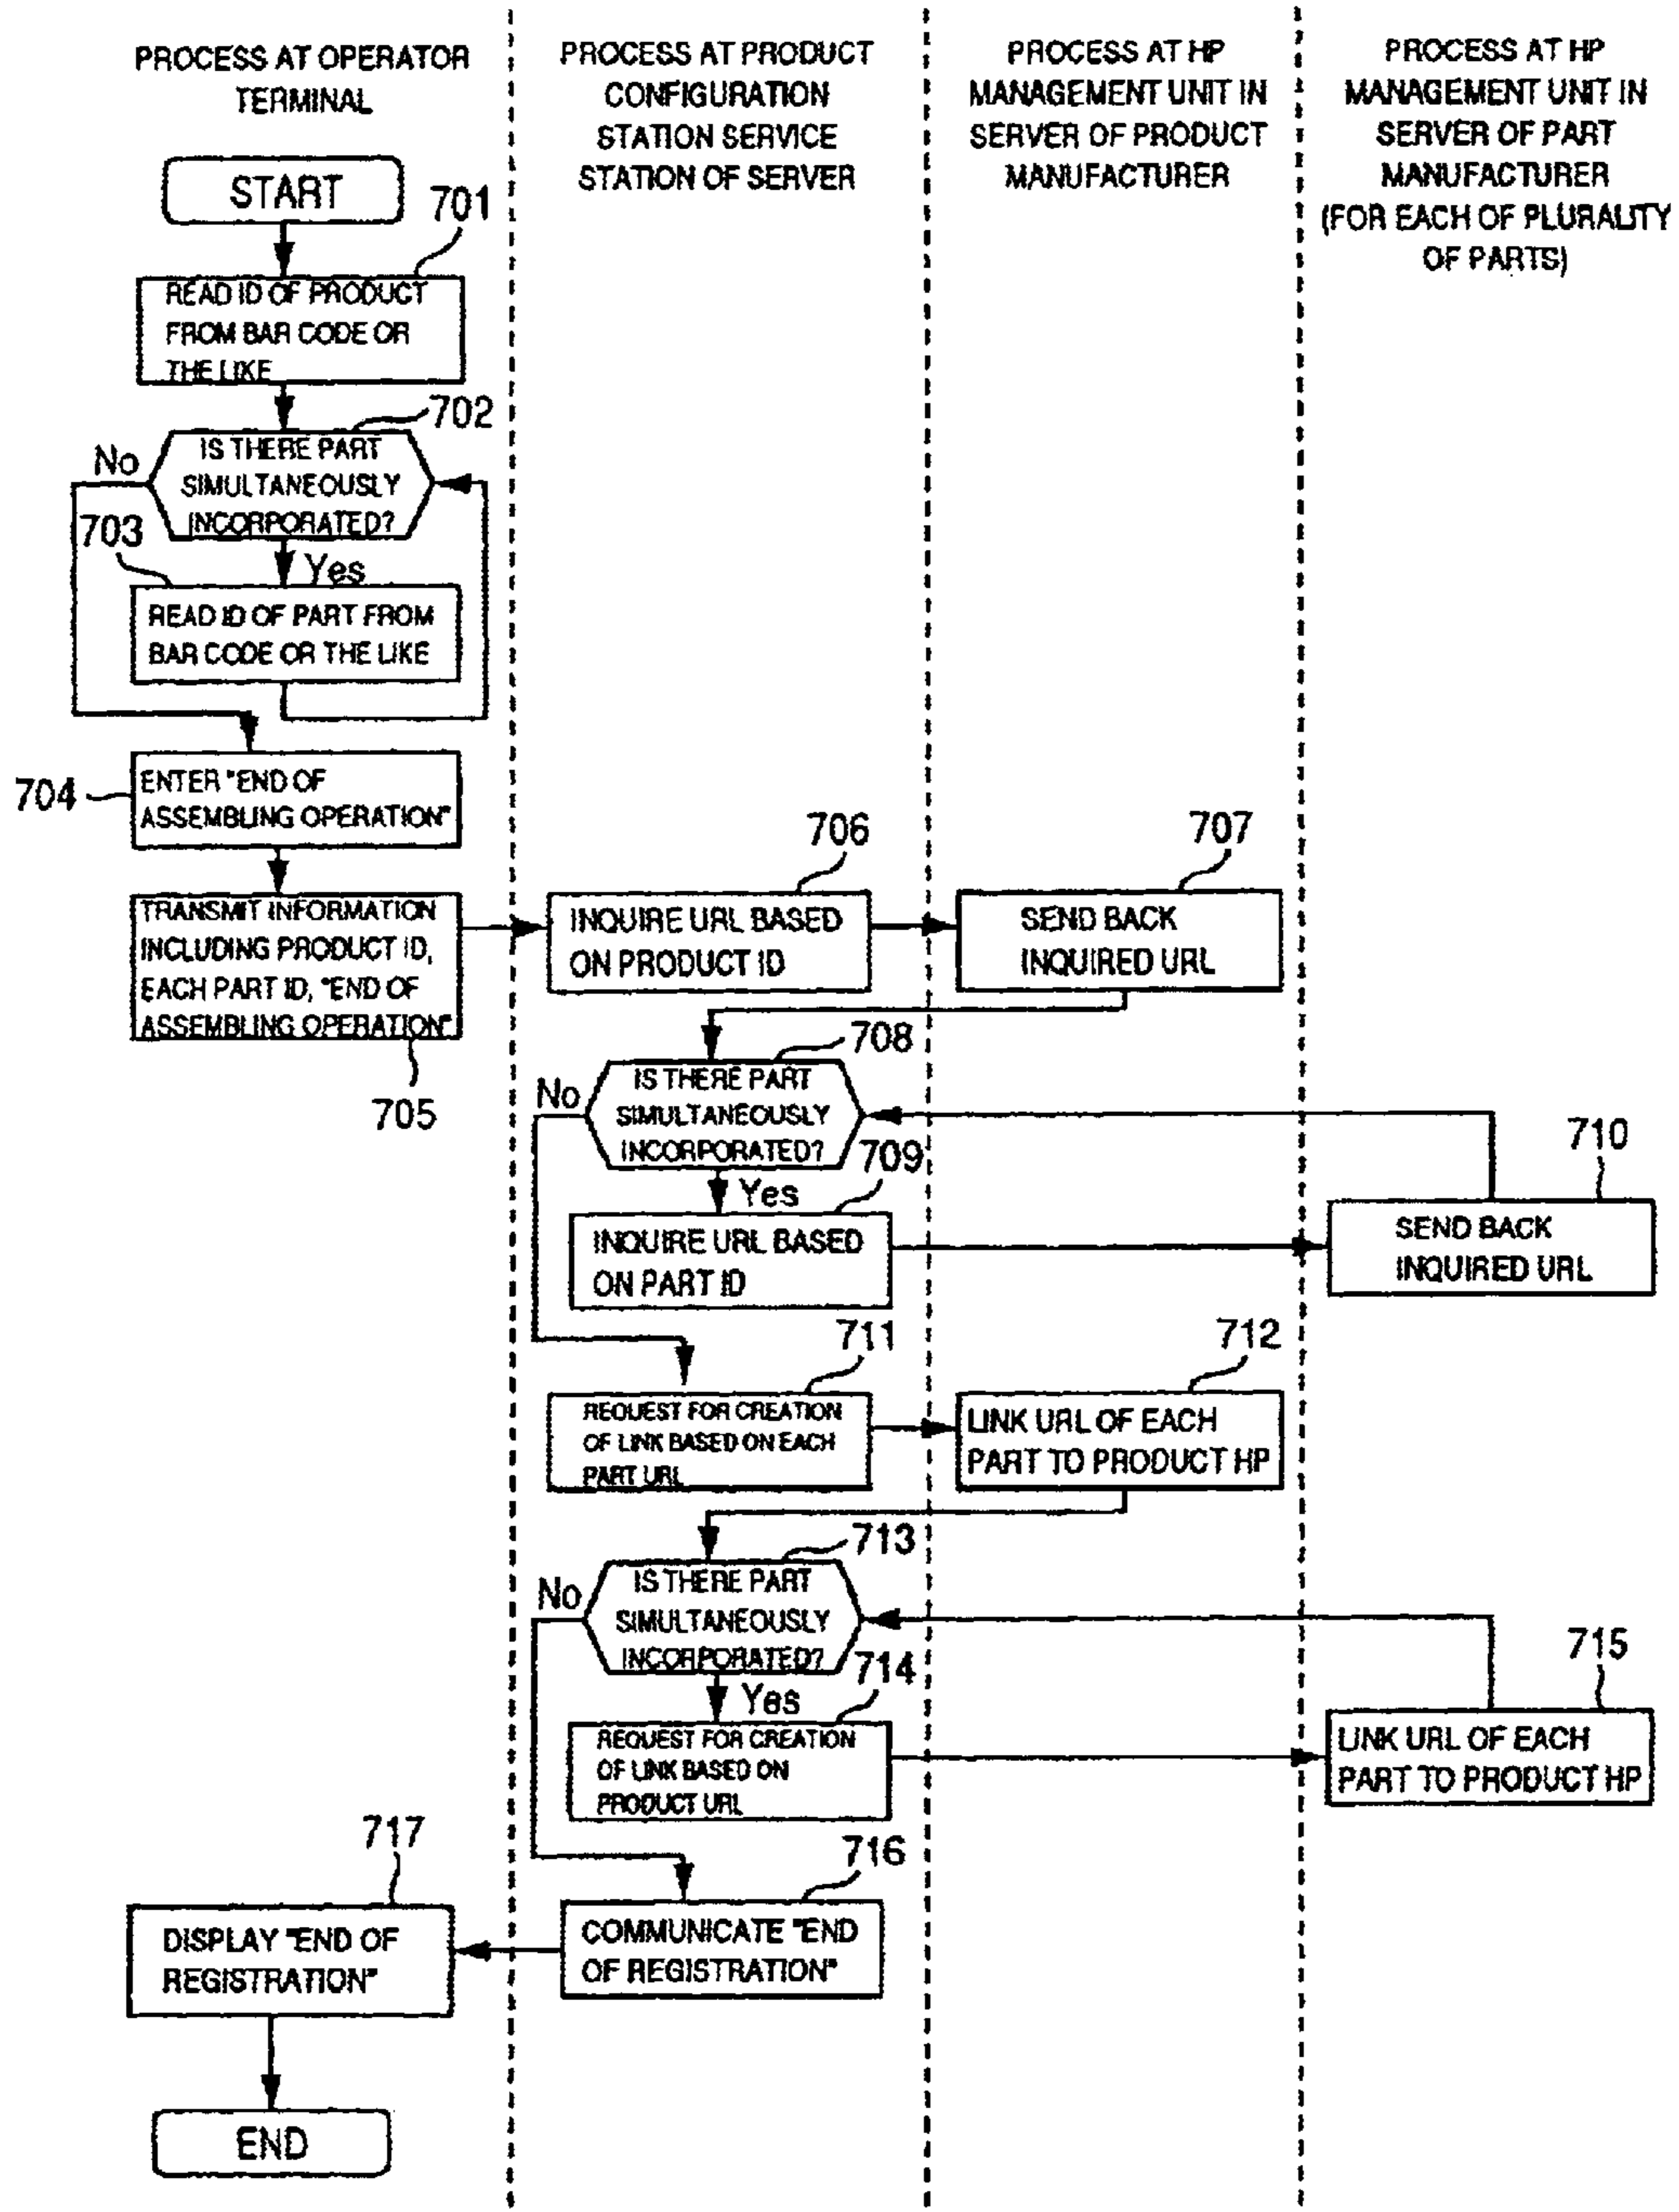 PROCESS AT OPERATOR
TERMINAL
PROCESS AT PRODUCT
CONFIGURATION
STATION SERVICE
STATION OF SERVER
PROCESS AT HP
MANAGEMENT UNIT IN
SERVER OF PRODUCT
MANUFACTURER
PROCESS AT HP
MANAGEMENT UNIT IN
SERVER OF PART
MANUFACTURER
(FOR EACH OF PLURALITY
OF PARTS)
START
701
READ ID OF PRODUCT
FROM BAR CODE OR
THE LIKE
702
IS THERE PART
SIMULTANEOUSLY
INCORPORATED?
No
Yes
703
READ ID OF PART FROM
BAR CODE OR THE LIKE
704
ENTER "END OF
ASSEMBLING OPERATION"
TRANSMIT INFORMATION
INCLUDING PRODUCT ID,
EACH PART ID, "END OF
ASSEMBLING OPERATION"
705
706
INQUIRE URL BASED
ON PRODUCT ID
707
SEND BACK
INQUIRED URL
708
IS THERE PART
SIMULTANEOUSLY
INCORPORATED?
No
Yes
709
INQUIRE URL BASED
ON PART ID
710
SEND BACK
INQUIRED URL
711
REQUEST FOR CREATION
OF LINK BASED ON EACH
PART URL
712
LINK URL OF EACH
PART TO PRODUCT HP
713
IS THERE PART
SIMULTANEOUSLY
INCORPORATED?
No
Yes
714
REQUEST FOR CREATION
OF LINK BASED ON
PRODUCT URL
715
LINK URL OF EACH
PART TO PRODUCT HP
716
COMMUNICATE "END
OF REGISTRATION"
717
DISPLAY "END OF
REGISTRATION"
END